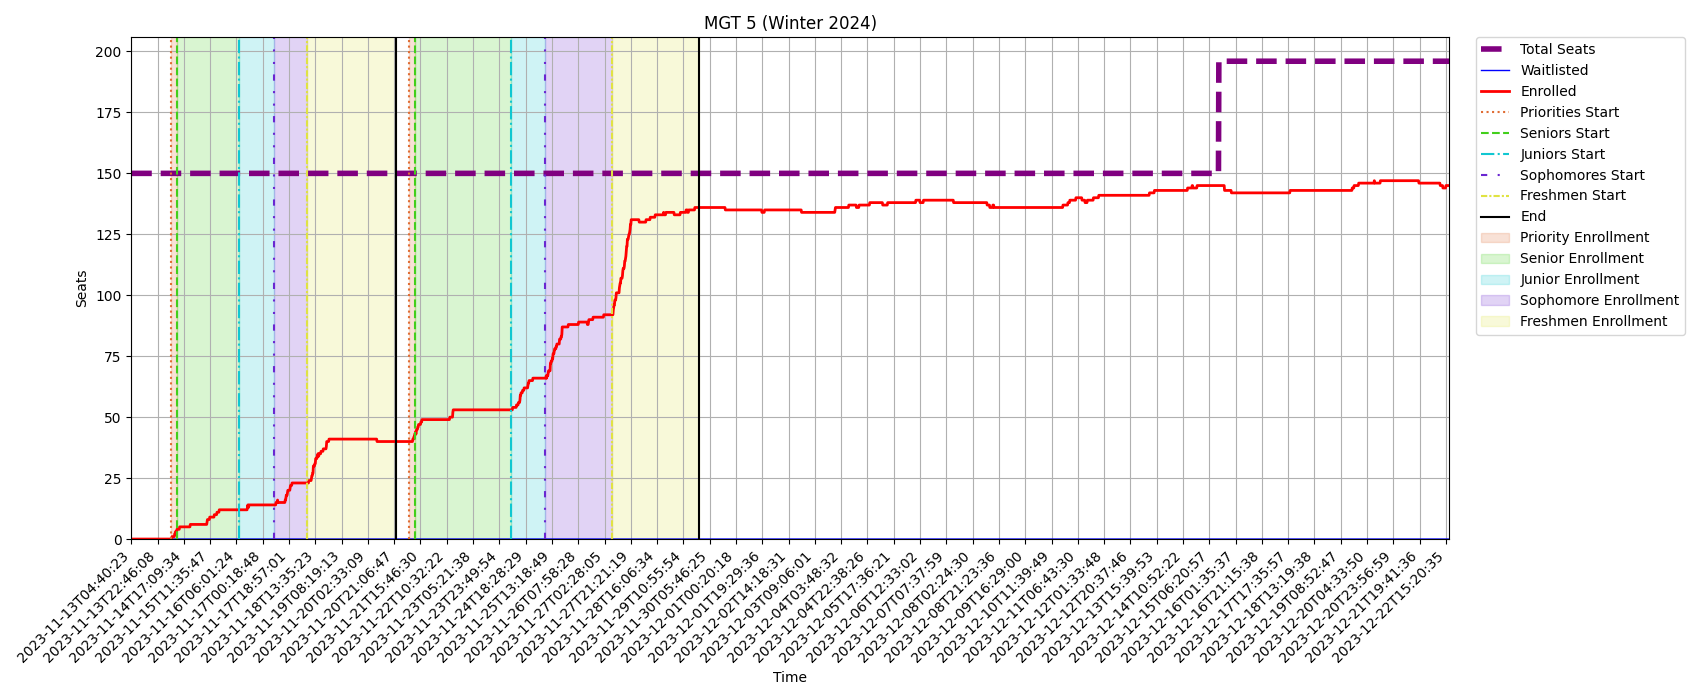 MGT 5 (Winter 2024)
Seats
200
175
150
125
100
75
50
25
0
2023-11-13T04:40:23
2023-11-13T22:46:08
2023-11-14T17:09:34
2023-11-15T11:35:47
2023-11-16T06:01:24
2023-11-17T00:18:48
2023-11-17T18:57:01
2023-11-18T13:35:23
2023-11-19T08:19:13
2023-11-20T02:33:09
2023-11-20T21:06:47
2023-11-21T15:46:30
2023-11-22T10:32:22
2023-11-23T05:21:38
2023-11-23T23:49:54
2023-11-24T18:28:29
2023-11-25T13:18:49
2023-11-26T07:58:28
2023-11-27T02:28:05
2023-11-27T21:21:19
2023-11-28T16:06:34
2023-11-29T10:55:54
2023-11-30T05:46:25
2023-12-01T00:20:18
2023-12-01T19:29:36
2023-12-02T14:18:31
2023-12-03T09:06:01
2023-12-04T03:48:32
2023-12-04T22:38:26
2023-12-05T17:36:21
2023-12-06T12:33:02
2023-12-07T07:37:59
2023-12-08T02:24:30
2023-12-08T21:23:36
2023-12-09T16:29:00
2023-12-10T11:39:49
2023-12-11T06:43:30
2023-12-12T01:33:48
2023-12-12T20:37:46
2023-12-13T15:39:53
2023-12-14T10:52:22
2023-12-15T06:20:57
2023-12-16T01:35:37
2023-12-16T21:15:38
2023-12-17T17:35:57
2023-12-18T13:19:38
2023-12-19T08:52:47
2023-12-20T04:33:50
2023-12-20T23:56:59
2023-12-21T19:41:36
2023-12-22T15:20:35
Time
Total Seats
Waitlisted
Enrolled
Priorities Start
Seniors Start
Juniors Start
Sophomores Start
Freshmen Start
End
Priority Enrollment
Senior Enrollment
Junior Enrollment
Sophomore Enrollment
Freshmen Enrollment